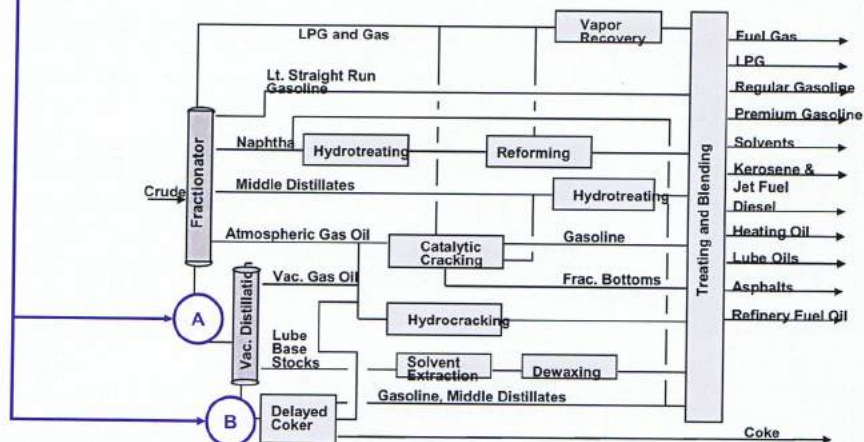 LPG and Gas
Vapor
Recovery
Fuel Gas
LPG
Lt. Straight Run
Gasoline
Regular Gasoline
Premium Gasoline
Naphtha
Hydrotreating
Reforming
Solvents
Kerosene &
Jet Fuel
Crude
Fractionator
Middle Distillates
Hydrotreating
Treating and Blending
Diesel
Atmospheric Gas Oil
Catalytic
Cracking
Gasoline
Heating Oil
Lube Oils
Vac. Gas Oil
Frac. Bottoms
Asphalts
A
Vac. Distillation
Hydrocracking
Refinery Fuel Oil
Lube
Base
Stocks
Solvent
Extraction
Dewaxing
B
Delayed
Coker
Gasoline, Middle Distillates
Coke